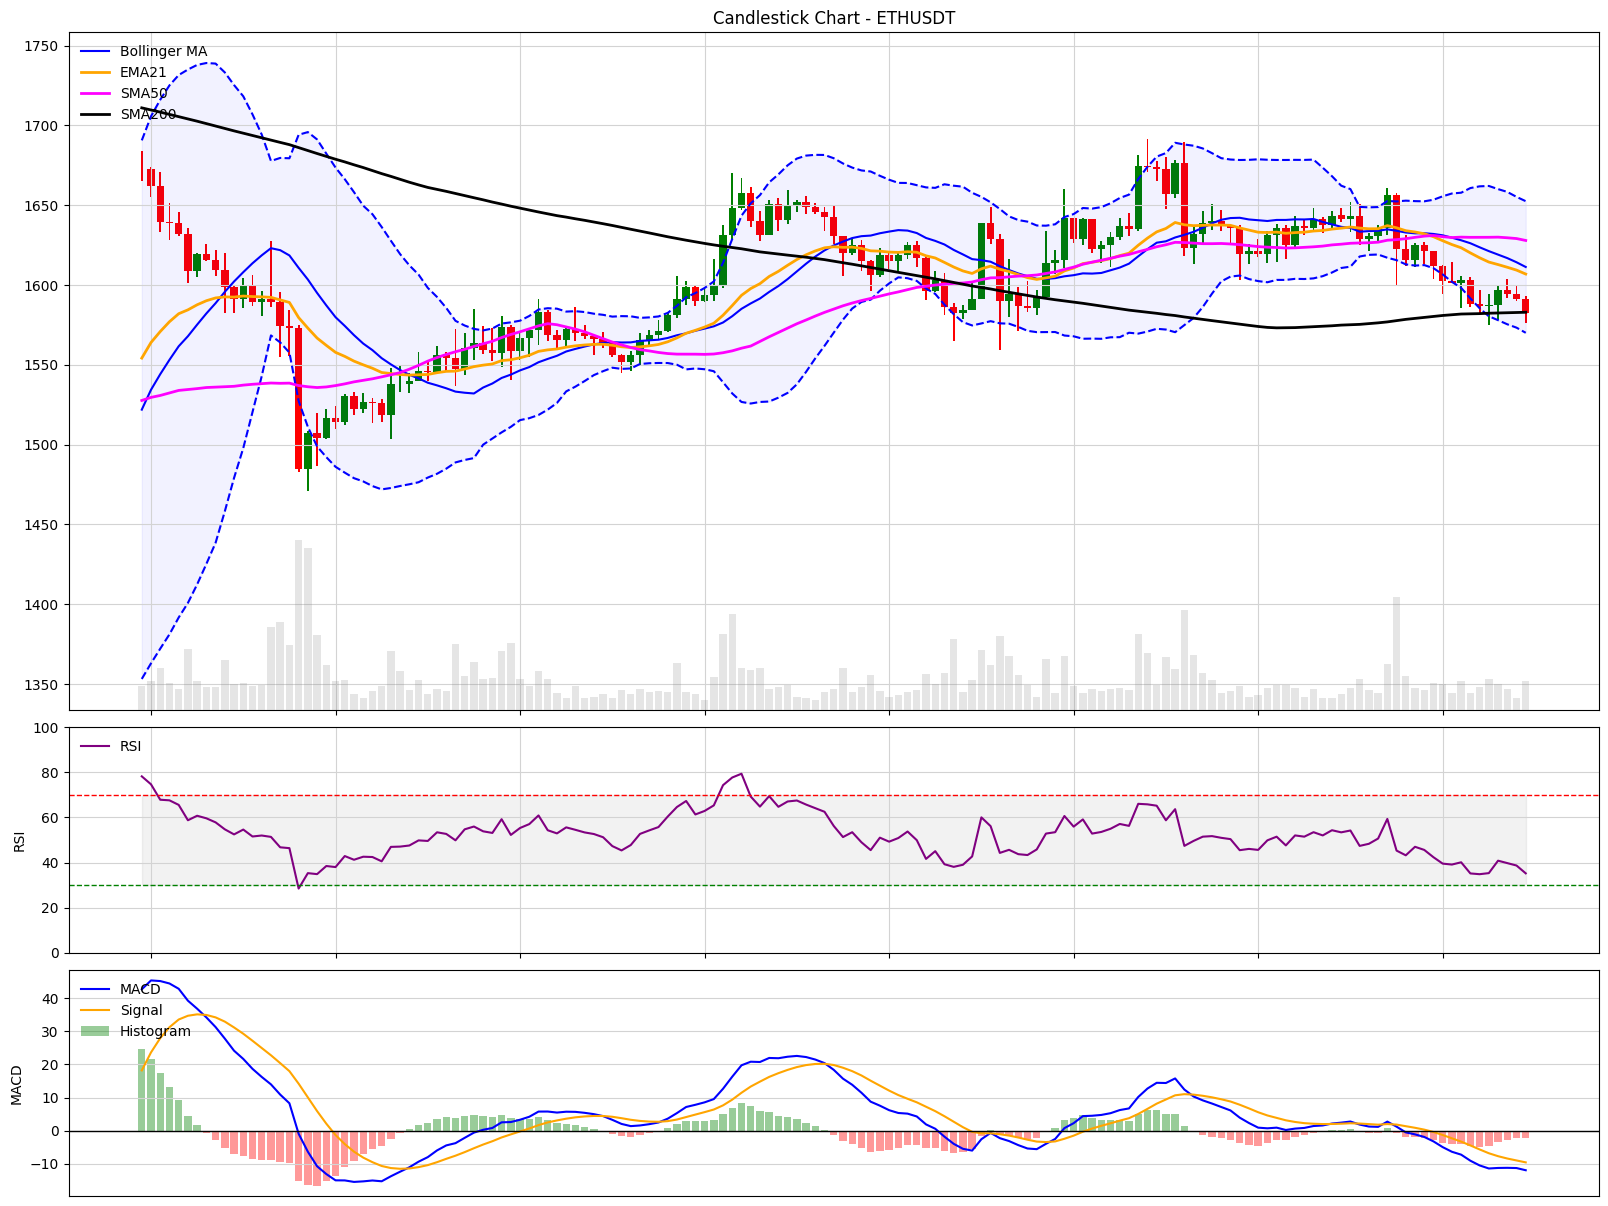 Candlestick Chart - ETHUSDT
1750
1700
1650
1600
1550
1500
1450
1400
1350
Bollinger MA
EMA21
SMA50
SMA200
100
80
60
40
20
0
RSI
RSI
40
30
20
10
0
−10
MACD
MACD
Signal
Histogram